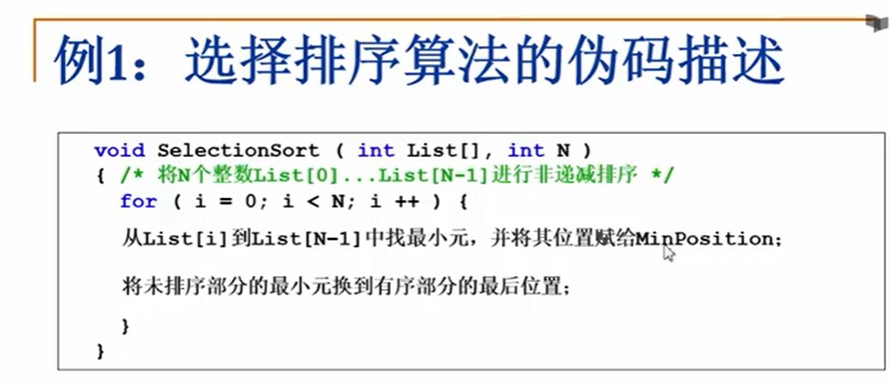 例1：选择排序算法的伪码描述
void SelectionSort ( int List[], int N )
{ /* 将N个整数List[0]...List[N-1]进行非递减排序 */
for ( i = 0; i < N; i ++ ) {
从List[i]到List[N-1]中找最小元，并将其位置赋给MinPosition;
将未排序部分的最小元换到有序部分的最后位置;
}
}